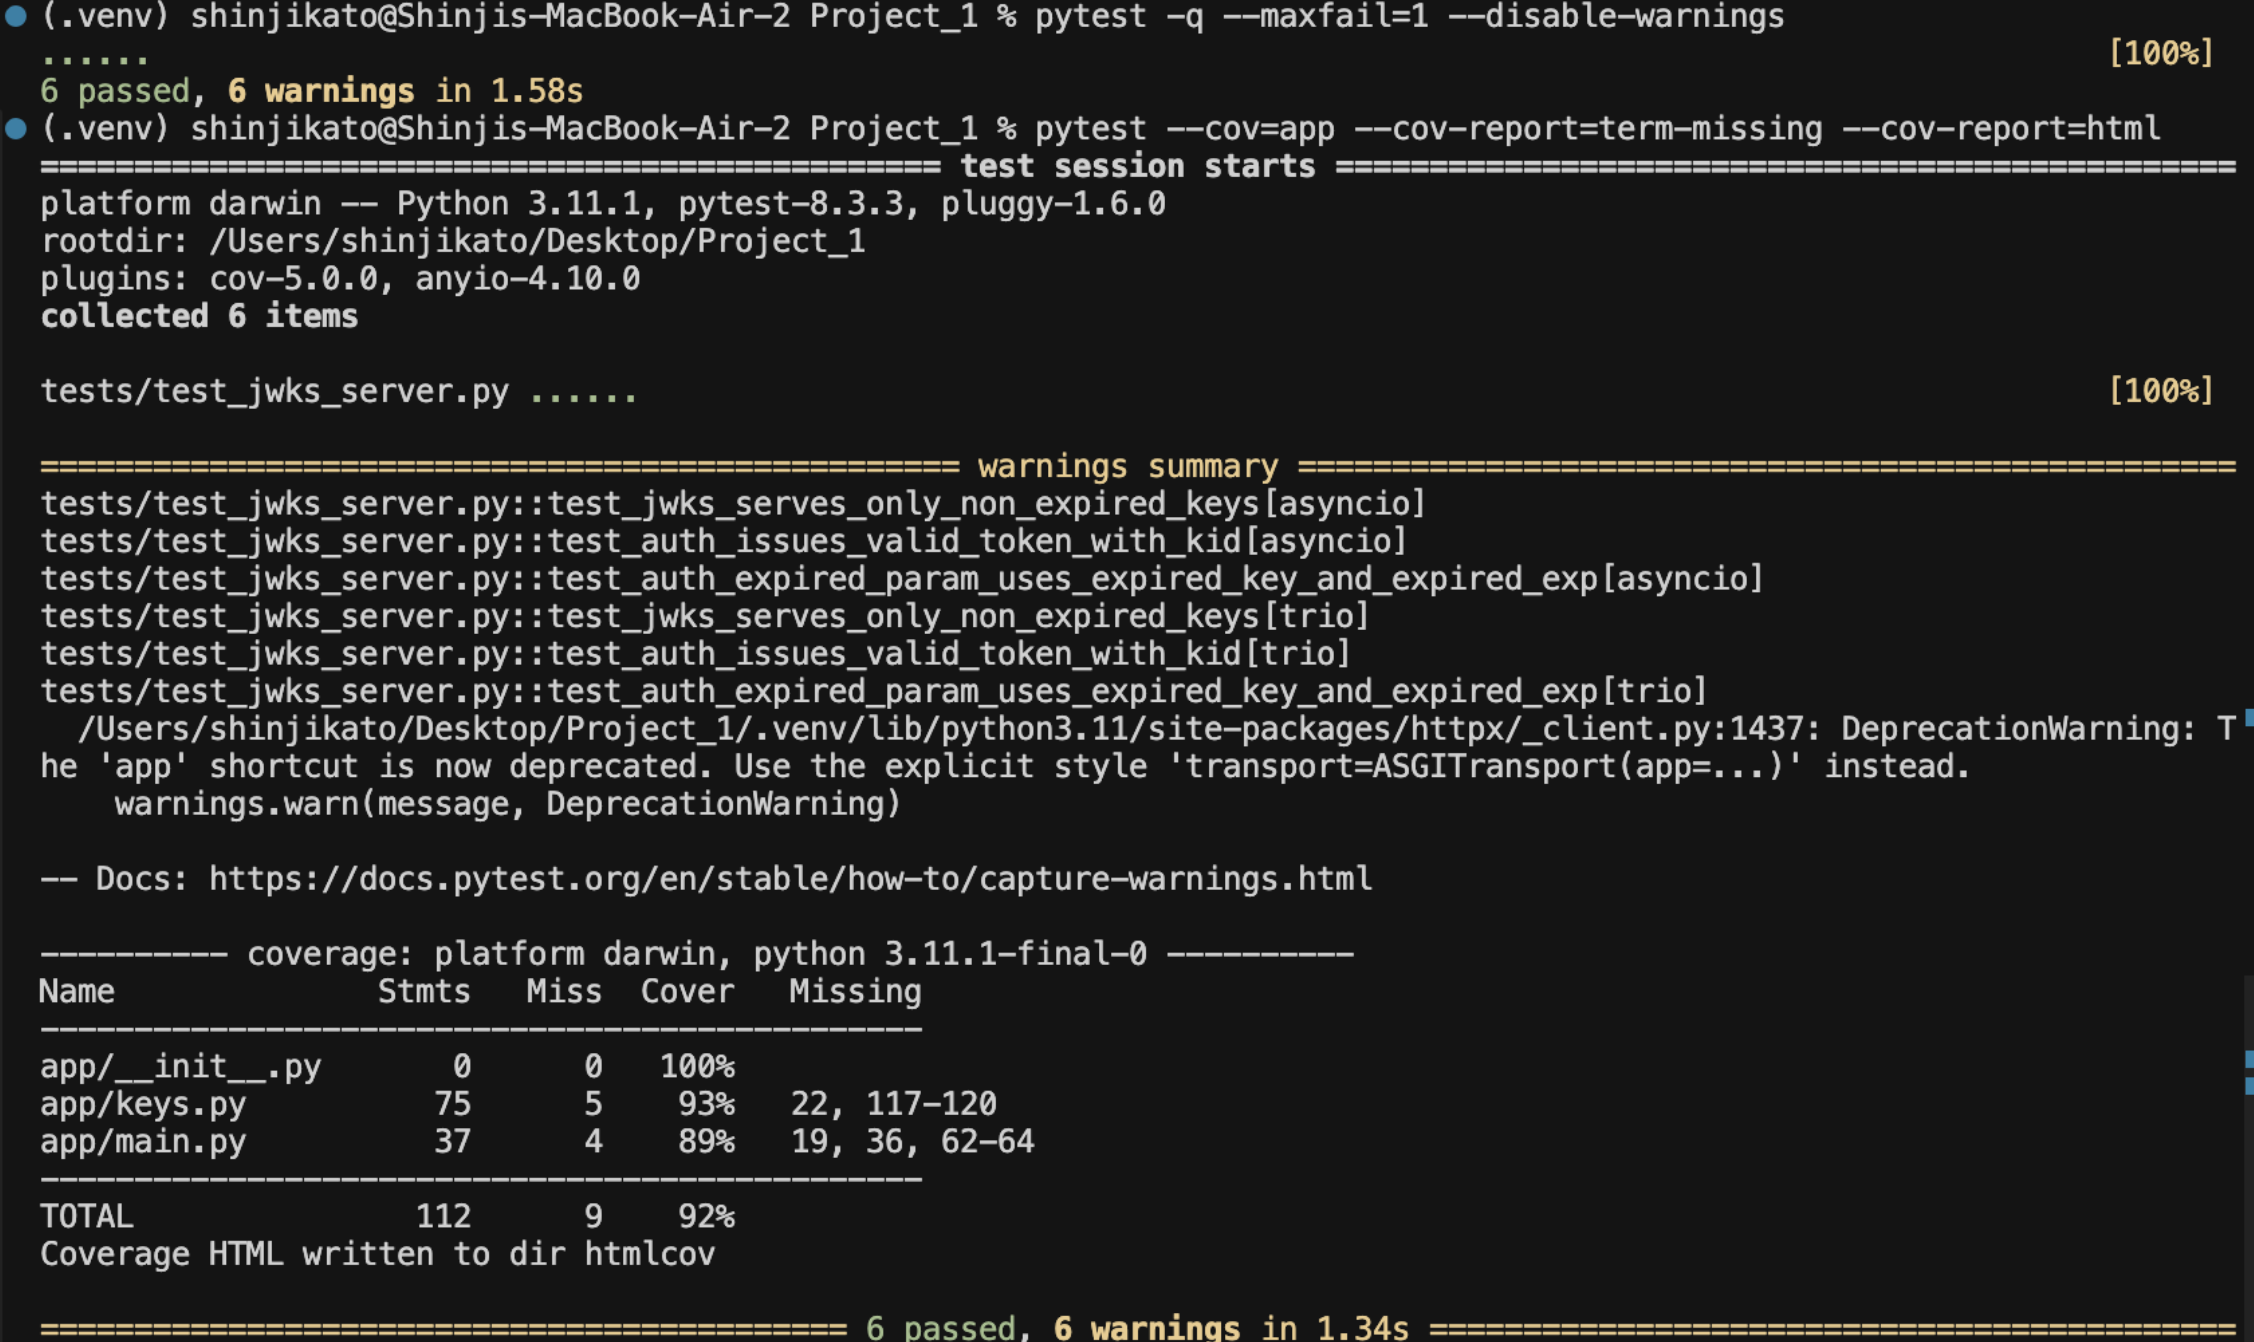 (.venv) shinjikato@Shinjis-MacBook-Air-2 Project_1 % pytest -q --maxfail=1 --disable-warnings
...... [100%]
6 passed, 6 warnings in 1.58s
(.venv) shinjikato@Shinjis-MacBook-Air-2 Project_1 % pytest --cov=app --cov-report=term-missing --cov-report=html
================================================ test session starts ================================================
platform darwin -- Python 3.11.1, pytest-8.3.3, pluggy-1.6.0
rootdir: /Users/shinjikato/Desktop/Project_1
plugins: cov-5.0.0, anyio-4.10.0
collected 6 items
tests/test_jwks_server.py ...... [100%]
================================================= warnings summary ==================================================
tests/test_jwks_server.py::test_jwks_serves_only_non_expired_keys[asyncio]
tests/test_jwks_server.py::test_auth_issues_valid_token_with_kid[asyncio]
tests/test_jwks_server.py::test_auth_expired_param_uses_expired_key_and_expired_exp[asyncio]
tests/test_jwks_server.py::test_jwks_serves_only_non_expired_keys[trio]
tests/test_jwks_server.py::test_auth_issues_valid_token_with_kid[trio]
tests/test_jwks_server.py::test_auth_expired_param_uses_expired_key_and_expired_exp[trio]
  /Users/shinjikato/Desktop/Project_1/.venv/lib/python3.11/site-packages/httpx/_client.py:1437: DeprecationWarning: T
he 'app' shortcut is now deprecated. Use the explicit style 'transport=ASGITransport(app=...)' instead.
    warnings.warn(message, DeprecationWarning)
-- Docs: https://docs.pytest.org/en/stable/how-to/capture-warnings.html
---------- coverage: platform darwin, python 3.11.1-final-0 ----------
Name              Stmts   Miss  Cover   Missing
-----------------------------------------------
app/__init__.py       0      0   100%
app/keys.py          75      5    93%   22, 117-120
app/main.py          37      4    89%   19, 36, 62-64
-----------------------------------------------
TOTAL               112      9    92%
Coverage HTML written to dir htmlcov
=========================================== 6 passed, 6 warnings in 1.34s ===========================================